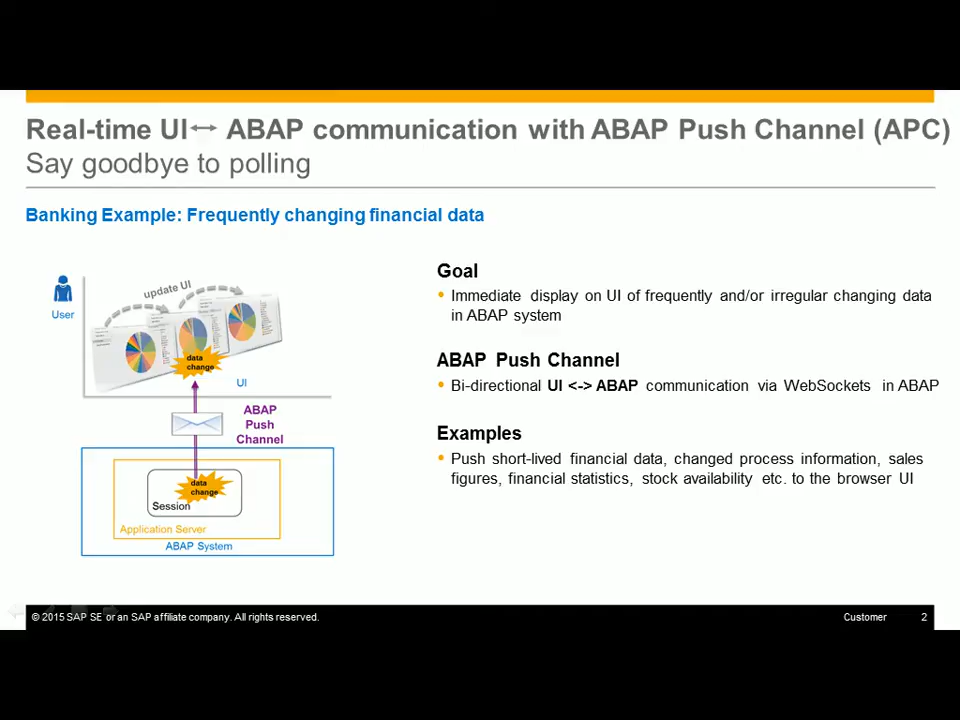 Real-time UI↔ ABAP communication with ABAP Push Channel (APC)
Say goodbye to polling
Banking Example: Frequently changing financial data
User
update UI
data
change
UI
ABAP
Push
Channel
data
change
Session
Application Server
ABAP System
Goal
• Immediate display on UI of frequently and/or irregular changing data
in ABAP system
ABAP Push Channel
• Bi-directional UI <-> ABAP communication via WebSockets in ABAP
Examples
• Push short-lived financial data, changed process information, sales
figures, financial statistics, stock availability etc. to the browser UI
© 2015 SAP SE or an SAP affiliate company. All rights reserved.
Customer
2